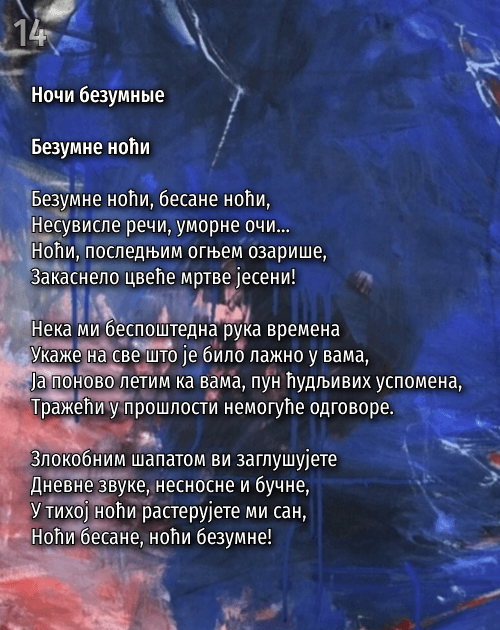 14
Ночи безумные
Безумне ноћи
Безумне ноћи, бесане ноћи,
Несувисле речи, уморне очи...
Ноћи, последњим огњем озарише,
Закаснело цвеће мртве јесени!
Нека ми беспоштедна рука времена
Укаже на све што је било лажно у вама,
Ја поново летим ка вама, пун ћудљивих успомена,
Тражећи у прошлости немогуће одговоре.
Злокобним шапатом ви заглушујете
Дневне звуке, несносне и бучне,
У тихој ноћи растерујете ми сан,
Ноћи бесане, ноћи безумне!